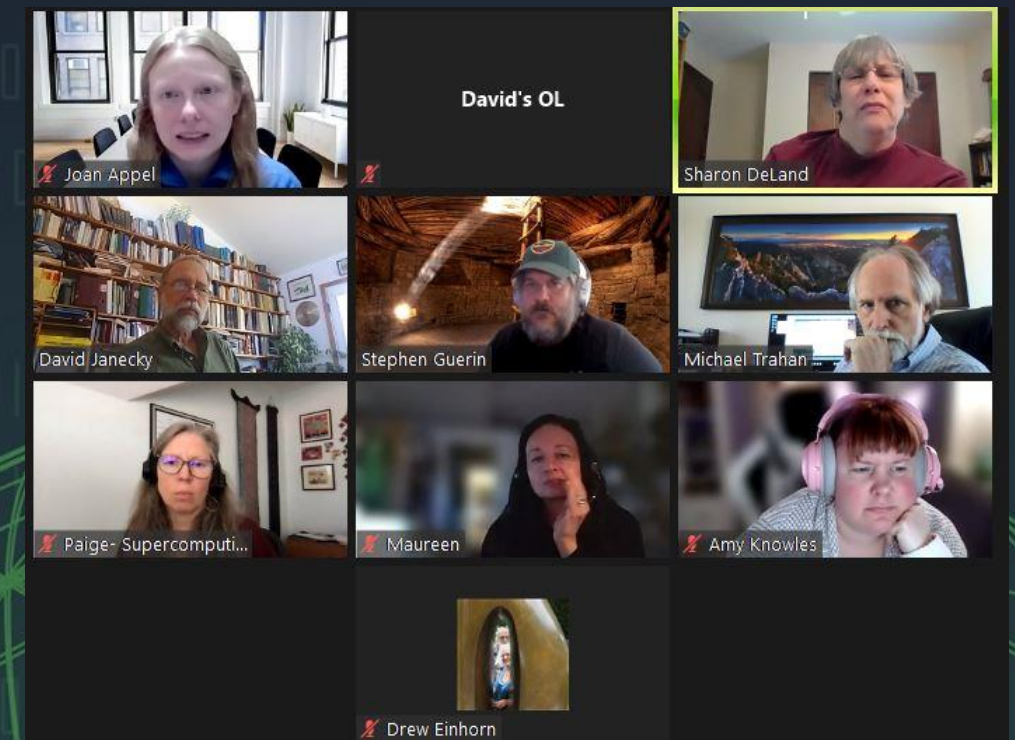 Joan Appel
David's OL
Sharon DeLand
David Janecky
Stephen Guerin
Michael Trahan
Paige- Supercomputi...
Maureen
Amy Knowles
Drew Einhorn